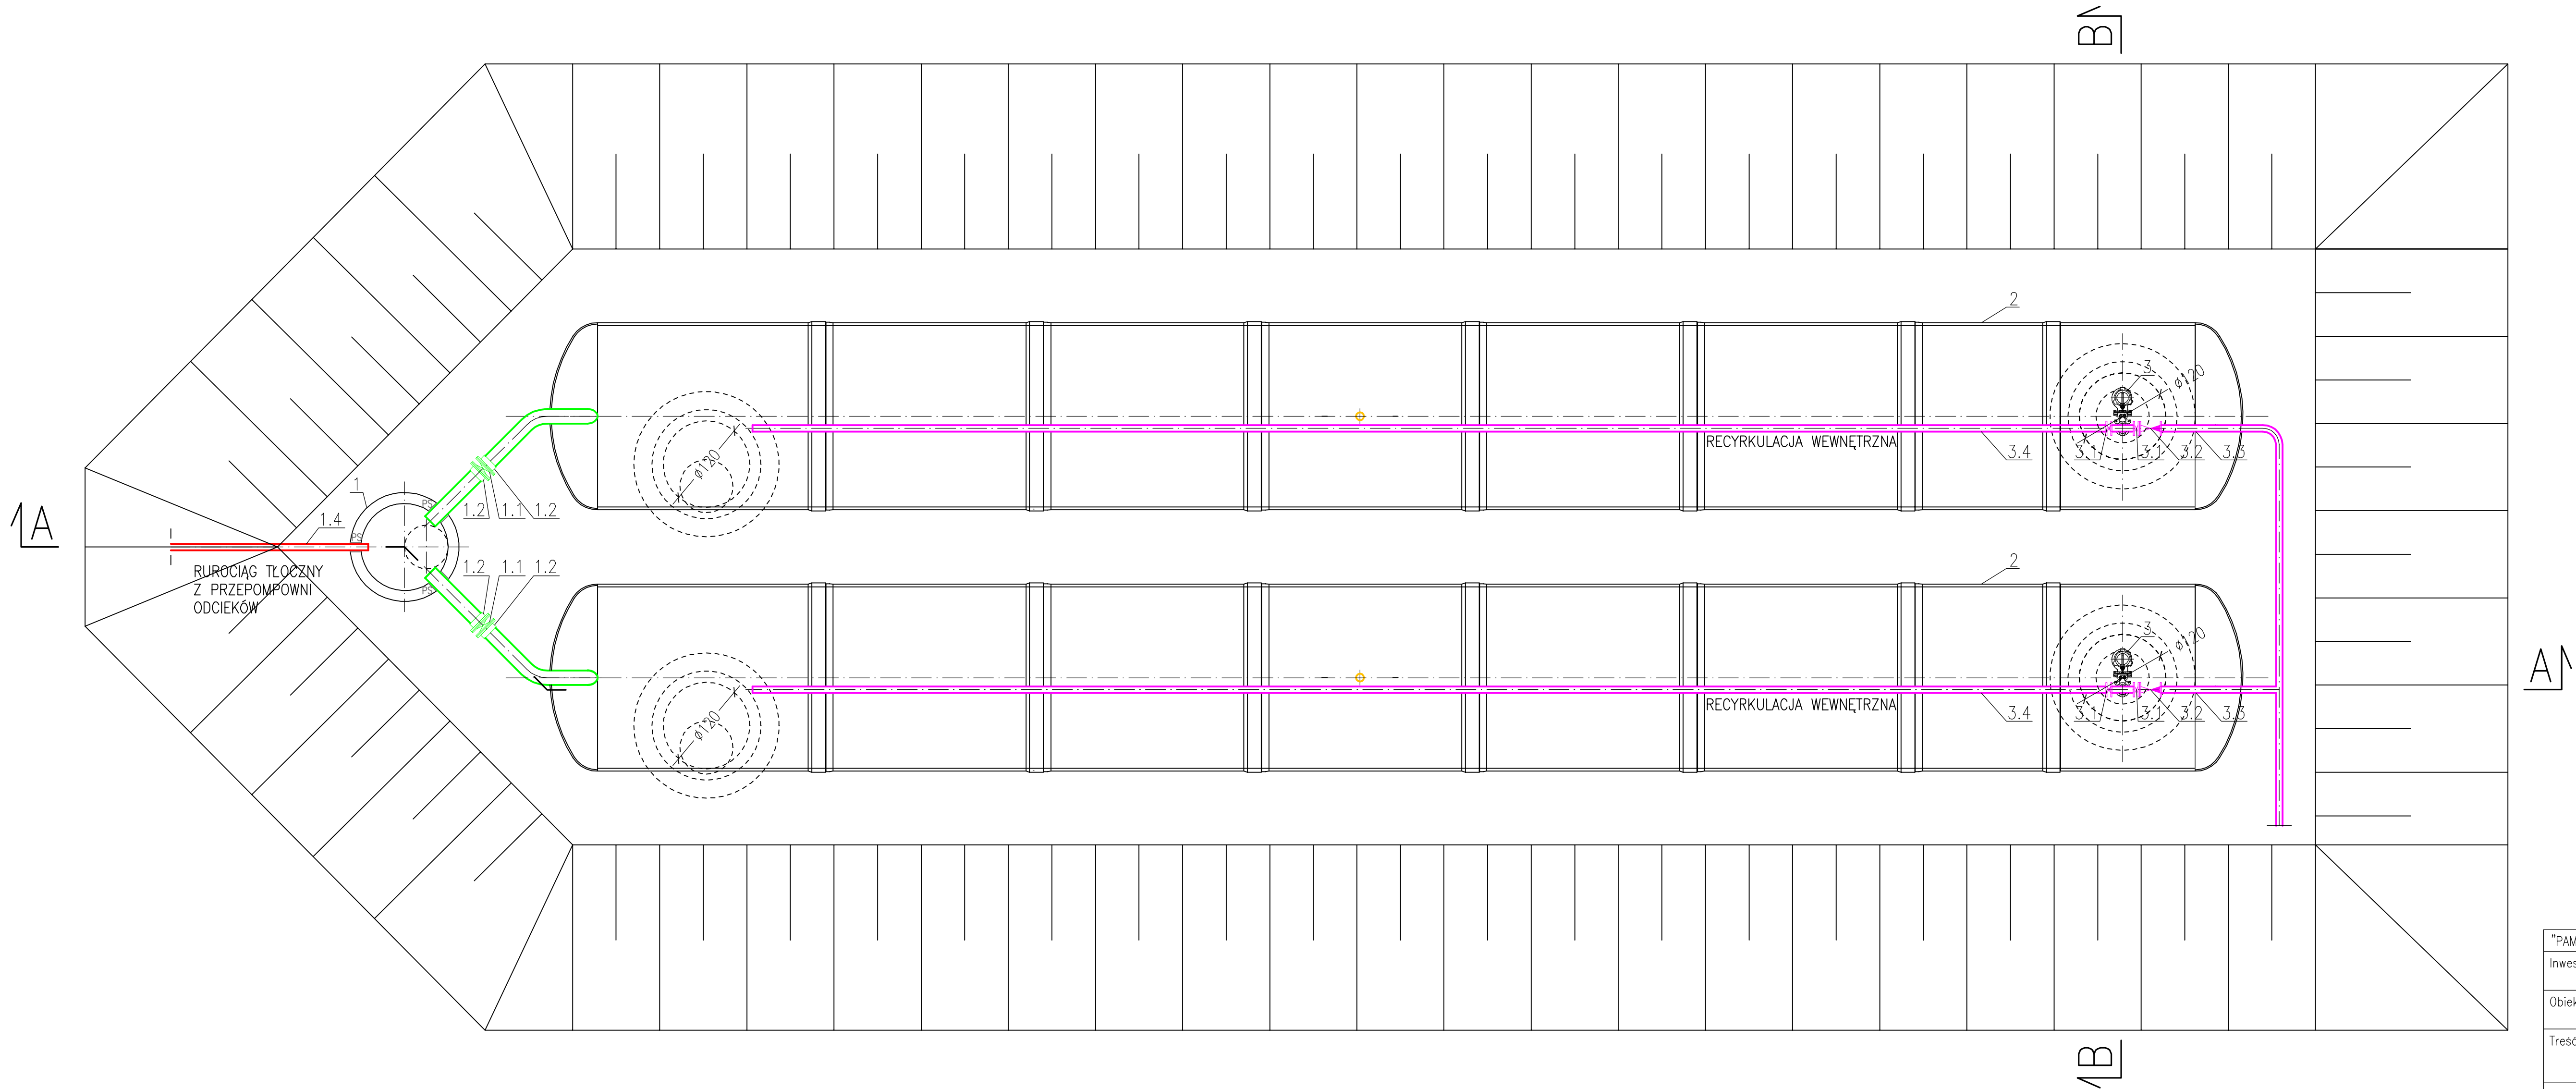 B
2
3
ø120
RECYRKULACJA WEWNĘTRZNA
3.4
3.1
3.1
3.2
3.3
ø120
1
PS
1.2
1.1
1.2
A
1.4
PS
RUROCIĄG TŁOCZNY
Z PRZEPOMPOWNI
ODCIEKÓW
1.2
1.1
1.2
PS
2
3
ø120
RECYRKULACJA WEWNĘTRZNA
3.4
3.1
3.1
3.2
3.3
ø120
A
B
"PAM
Inwes
Obiek
Treść